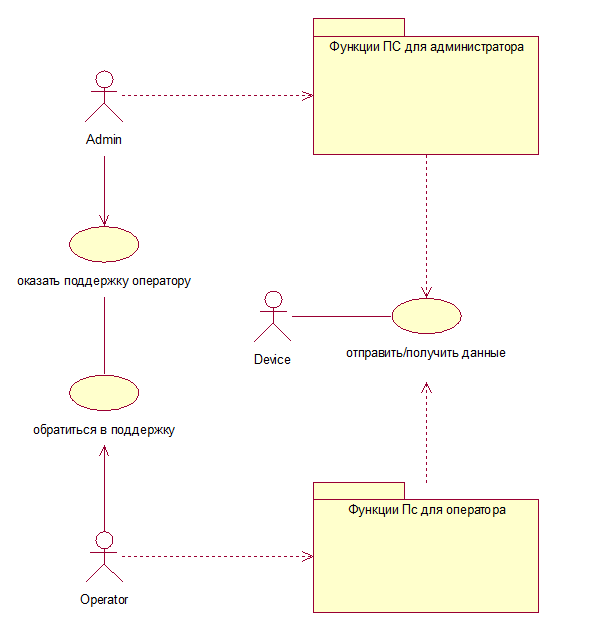 Функции ПС для администратора
Admin
оказать поддержку оператору
Device
отправить/получить данные
обратиться в поддержку
Функции Пс для оператора
Operator